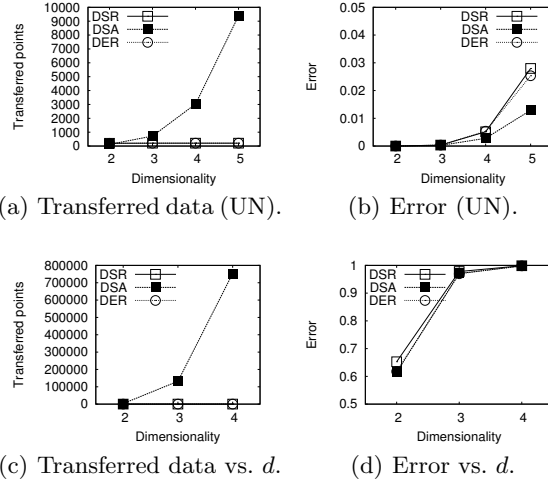 10000
9000
8000
7000
6000
5000
4000
3000
2000
1000
0
Transferred points
DSR
DSA
DER
2 3 4 5
Dimensionality
(a) Transferred data (UN).
0.05
0.04
0.03
0.02
0.01
0
Error
DSR
DSA
DER
2 3 4 5
Dimensionality
(b) Error (UN).
800000
700000
600000
500000
400000
300000
200000
100000
0
Transferred points
DSR
DSA
DER
2 3 4
Dimensionality
(c) Transferred data vs. d.
1
0.9
0.8
0.7
0.6
0.5
Error
DSR
DSA
DER
2 3 4
Dimensionality
(d) Error vs. d.